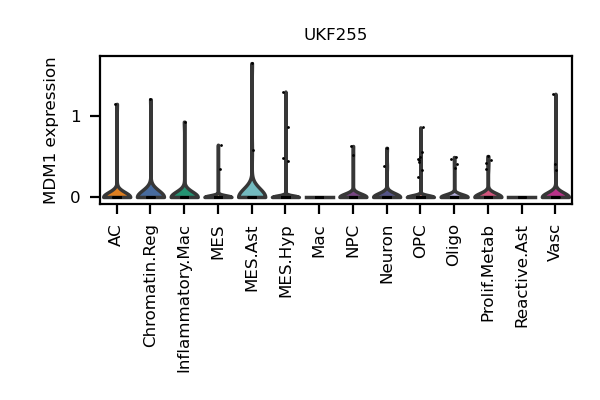 UKF255
MDM1 expression
1
0
AC
Chromatin.Reg
Inflammatory.Mac
MES
MES.Ast
MES.Hyp
Mac
NPC
Neuron
OPC
Oligo
Prolif.Metab
Reactive.Ast
Vasc